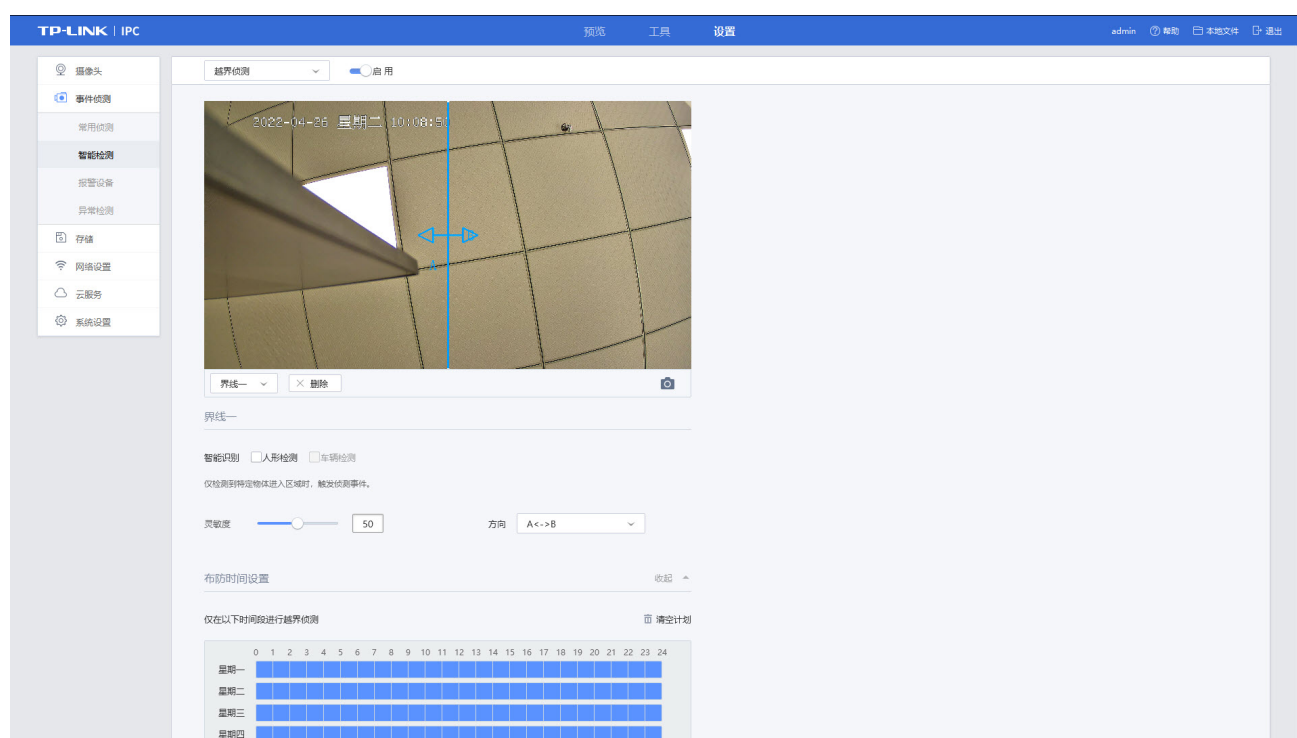 TP-LINK | IPC
预览 工具 设置
admin 帮助 本地文件 退出
摄像头
事件侦测
常用侦测
智能检测
报警设备
异常检测
存储
网络设置
云服务
系统设置
越界侦测 启用
2022-04-26 星期二 10:08:50
B
A
界线一 删除
界线一
智能识别 人形检测 车辆检测
仅检测到特定物体进入区域时，触发侦测事件。
灵敏度 50 方向 A<->B
布防时间设置 收起
仅在以下时间段进行越界侦测 清空计划
0 1 2 3 4 5 6 7 8 9 10 11 12 13 14 15 16 17 18 19 20 21 22 23 24
星期一
星期二
星期三
星期四